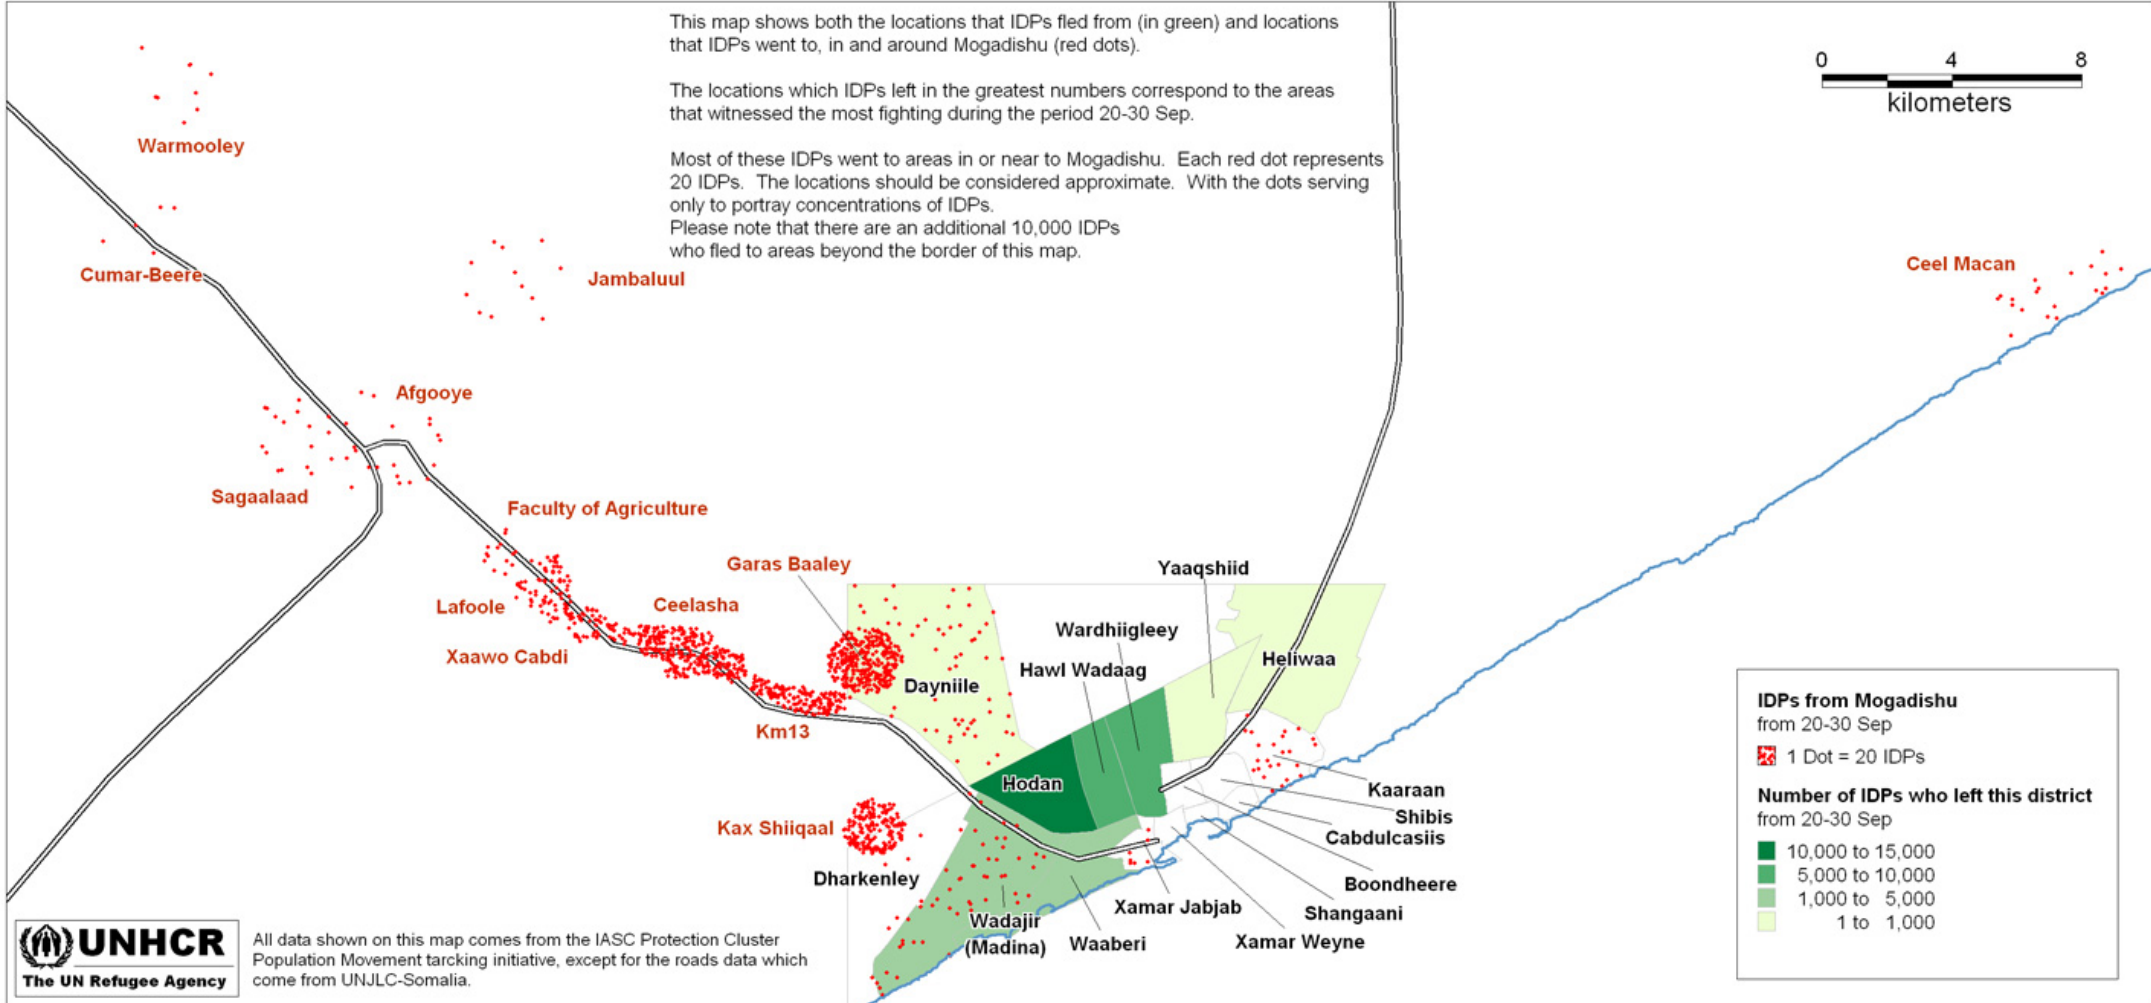 This map shows both the locations that IDPs fled from (in green) and locations
that IDPs went to, in and around Mogadishu (red dots).
The locations which IDPs left in the greatest numbers correspond to the areas
that witnessed the most fighting during the period 20-30 Sep.
Most of these IDPs went to areas in or near to Mogadishu. Each red dot represents
20 IDPs. The locations should be considered approximate. With the dots serving
only to portray concentrations of IDPs.
Please note that there are an additional 10,000 IDPs
who fled to areas beyond the border of this map.
0 4 8
kilometers
Warmooley
Cumar-Beere
Jambaluul
Ceel Macan
Afgooye
Sagaalaad
Faculty of Agriculture
Garas Baaley
Yaaqshiid
Lafoole
Ceelasha
Wardhiigleey
Xaawo Cabdi
Hawl Wadaag
Heliwaa
Dayniile
Km13
Hodan
Kaaraan
Shibis
Kax Shiiqaal
Cabdulcasiis
Dharkenley
Boondheere
Xamar Jabjab
Shangaani
Wadajir
(Madina)
Waaberi
Xamar Weyne
IDPs from Mogadishu
from 20-30 Sep
1 Dot = 20 IDPs
Number of IDPs who left this district
from 20-30 Sep
10,000 to 15,000
5,000 to 10,000
1,000 to 5,000
1 to 1,000
UNHCR
The UN Refugee Agency
All data shown on this map comes from the IASC Protection Cluster
Population Movement tarcking initiative, except for the roads data which
come from UNJLC-Somalia.